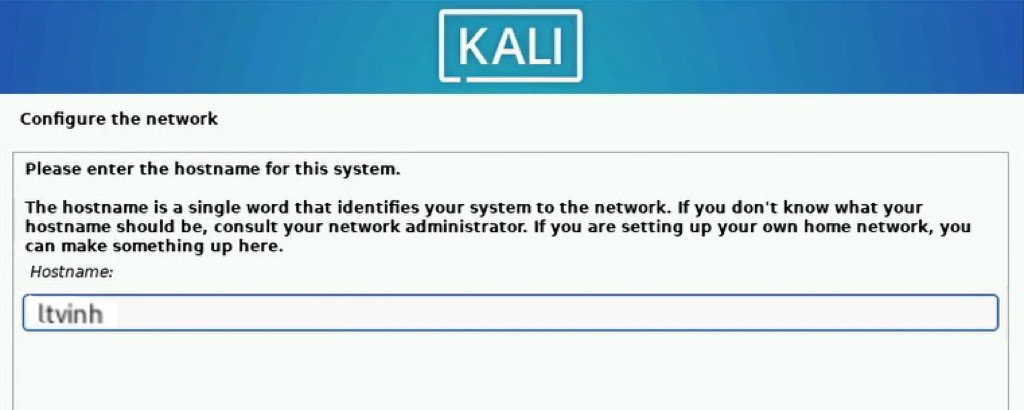 KALI
Configure the network
Please enter the hostname for this system.
The hostname is a single word that identifies your system to the network. If you don't know what your
hostname should be, consult your network administrator. If you are setting up your own home network, you
can make something up here.
Hostname:
ltvinh